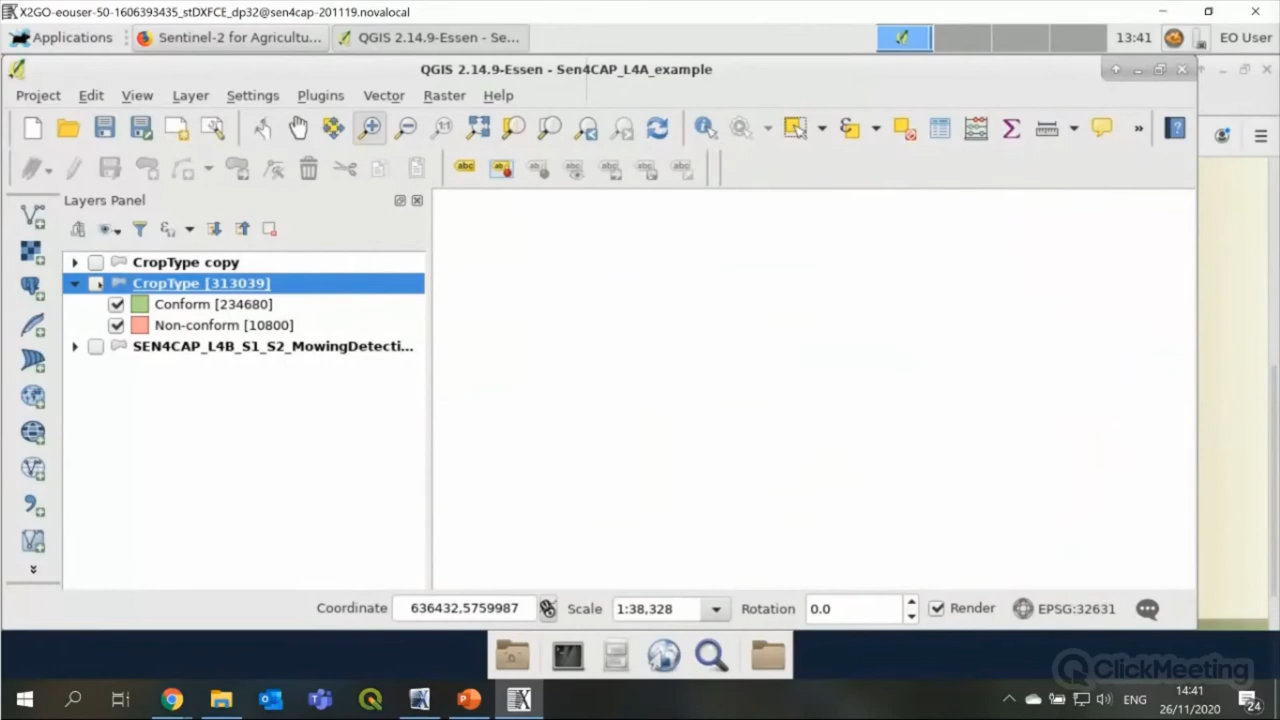 X2GO-eouser-50-1606393435_stDXFCE_dp32@sen4cap-201119.novalocal
Applications
Sentinel-2 for Agricultu...
QGIS 2.14.9-Essen - Se...
13:41
EO User
QGIS 2.14.9-Essen - Sen4CAP_L4A_example
Project Edit View Layer Settings Plugins Vector Raster Help
abc
Layers Panel
CropType copy
CropType [313039]
Conform [234680]
Non-conform [10800]
SEN4CAP_L4B_S1_S2_MowingDetecti...
Coordinate 636432,5759987 Scale 1:38,328 Rotation 0.0 Render EPSG:32631
ClickMeeting
ENG
14:41
26/11/2020
24